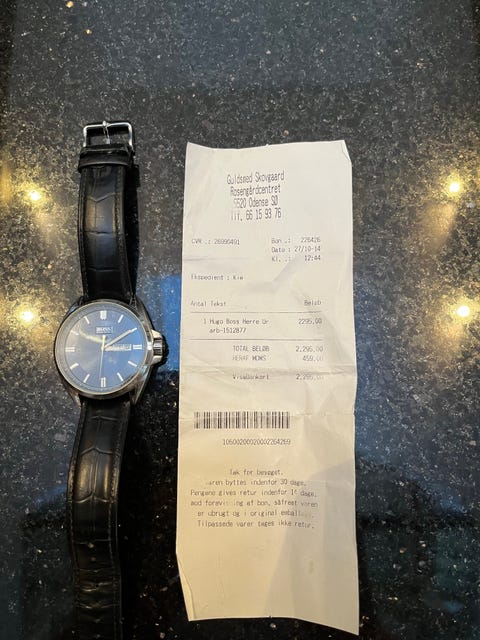 BOSS
Guldsmed Skovgaard
Rosengårdcentret
5520 Odense SØ
Tlf. 66 15 93 76
CVR .: 26996491 Bon .: 226426
Dato : 27/10-14
Kl. .: 12:44
Ekspedient : Kim
Antal Tekst Beløb
1 Hugo Boss Herre Ur 2295,00
arb-1512877
TOTAL BELØB 2.295,00
HERAF MOMS 459,00
Visa/Dankort 2.295,00
10500200020002264269
Tak for besøget.
Varen byttes indenfor 30 dage.
Pengene gives retur indenfor 14 dage,
mod forevisning af bon, såfremt varen
er ubrugt og i original emballage.
Tilpassede varer tages ikke retur.